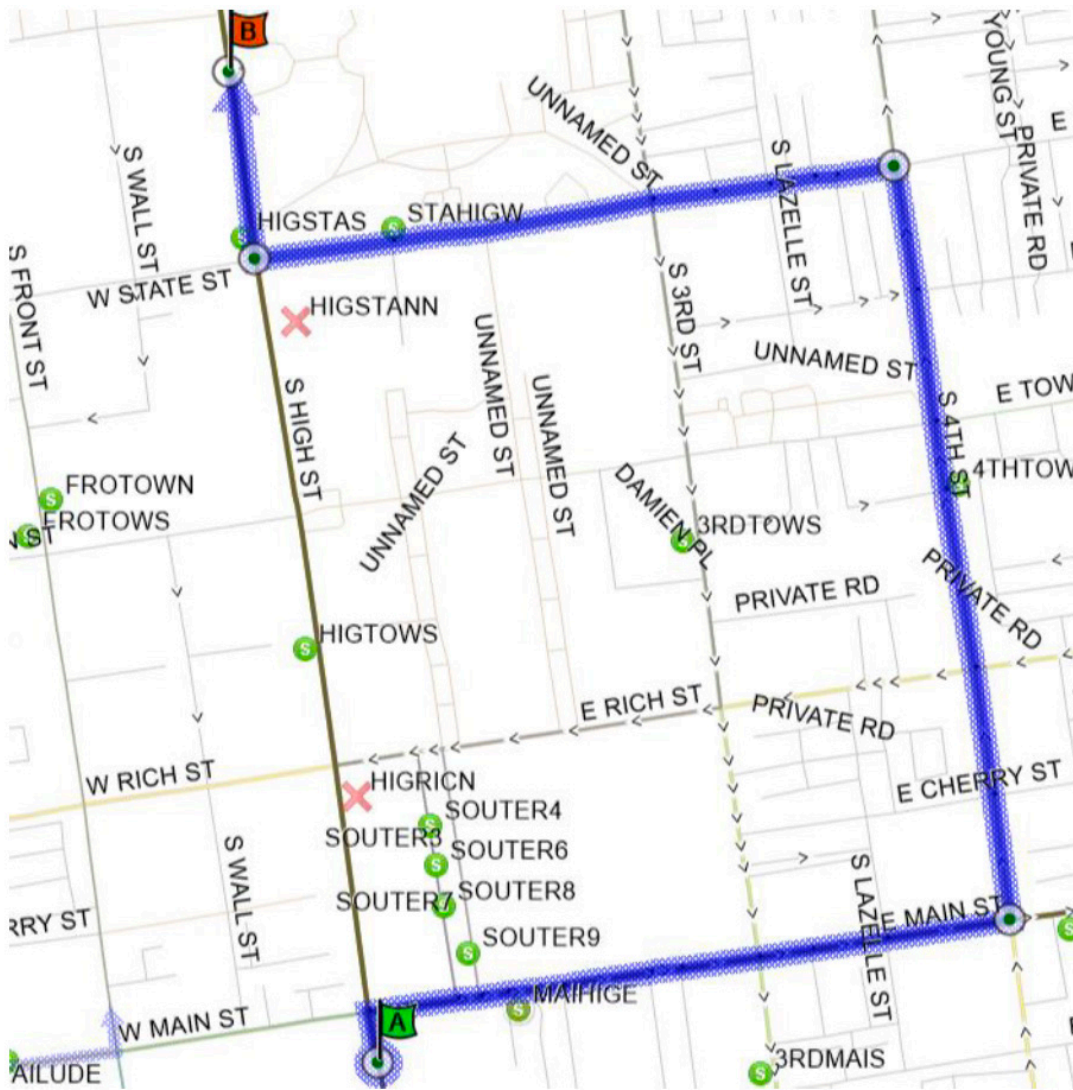 B
YOUNG ST
PRIVATE RD
E
UNNAMED ST
S LAZELLE ST
S WALL ST
HIGSTAS
STAHIGW
S FRONT ST
W STATE ST
HIGSTANN
S 3RD ST
UNNAMED ST
UNNAMED ST
UNNAMED ST
S HIGH ST
UNNAMED ST
S 4TH ST
E TOW
DAMIEN PL
4THTOW
FROTOWN
FROTOWS
N ST
3RDTOWS
PRIVATE RD
PRIVATE RD
HIGTOWS
E RICH ST
PRIVATE RD
W RICH ST
HIGRICN
E CHERRY ST
SOUTER4
SOUTER3
SOUTER6
SOUTER8
SOUTER7
S WALL ST
S LAZELLE ST
RRY ST
E MAIN ST
SOUTER9
MAIHIGE
A
W MAIN ST
AILUDE
3RDMAIS